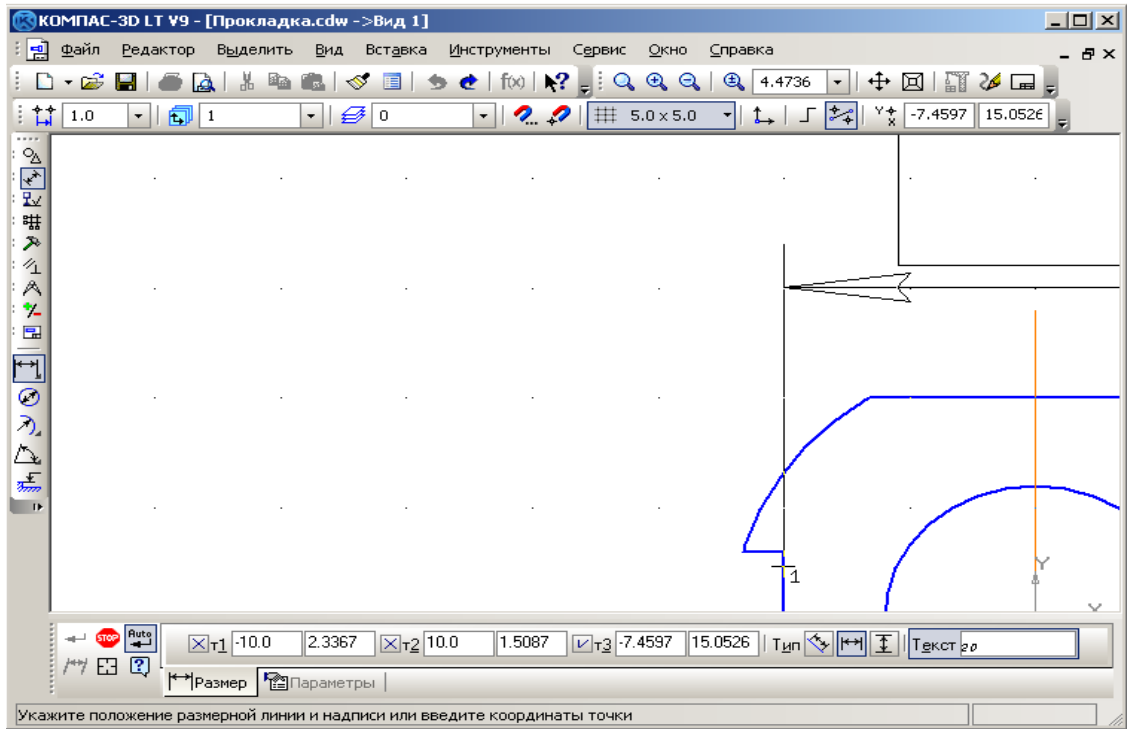 КОМПАС-3D LT V9 - [Прокладка.cdw ->Вид 1]
Файл Редактор Выделить Вид Вставка Инструменты Сервис Окно Справка
f(x) 4.4736
1.0 1 0 5.0 x 5.0 Y X -7.4597 15.0526
1
Y
X
STOP Auto т1 -10.0 2.3367 т2 10.0 1.5087 т3 -7.4597 15.0526 Тип Текст 20
Размер Параметры
Укажите положение размерной линии и надписи или введите координаты точки